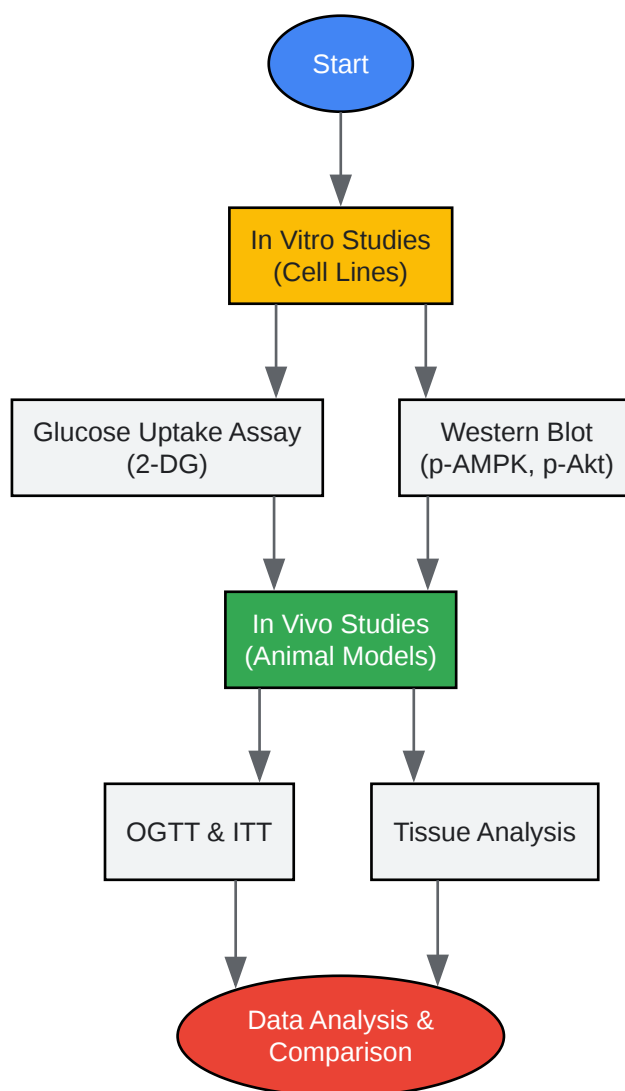 Start
In Vitro Studies
(Cell Lines)
Glucose Uptake Assay
(2-DG)
Western Blot
(p-AMPK, p-Akt)
In Vivo Studies
(Animal Models)
OGTT & ITT
Tissue Analysis
Data Analysis &
Comparison